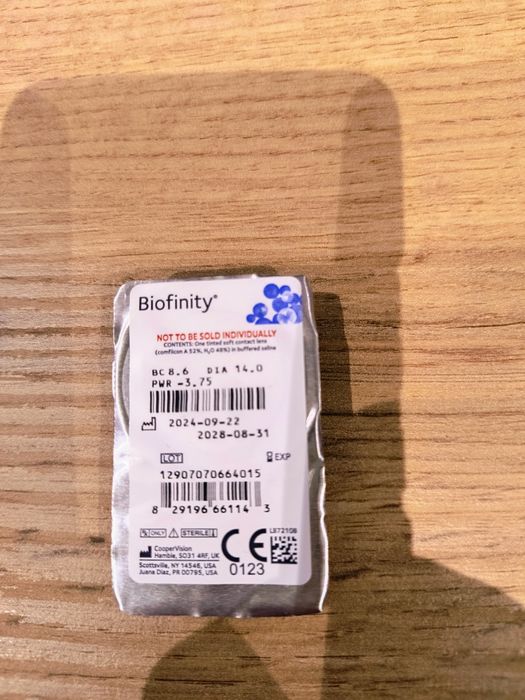 Biofinity®
NOT TO BE SOLD INDIVIDUALLY
CONTENTS: One tinted soft contact lens
(comfilcon A 52%, H₂O 48%) in buffered saline
BC 8.6 DIA 14.0
PWR -3.75
2024-09-22
2028-08-31
LOT EXP
12907070664015
8 29196 66114 3
℞ ONLY STERILE LB72108
CooperVision
Hamble, SO31 4RF, UK
Scottsville, NY 14546, USA
Juana Diaz, PR 00795, USA
CE
0123